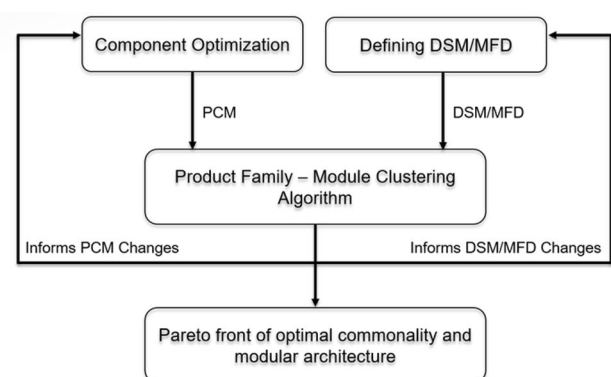 Component Optimization
Defining DSM/MFD
PCM
DSM/MFD
Product Family – Module Clustering
Algorithm
Informs PCM Changes
Informs DSM/MFD Changes
Pareto front of optimal commonality and
modular architecture